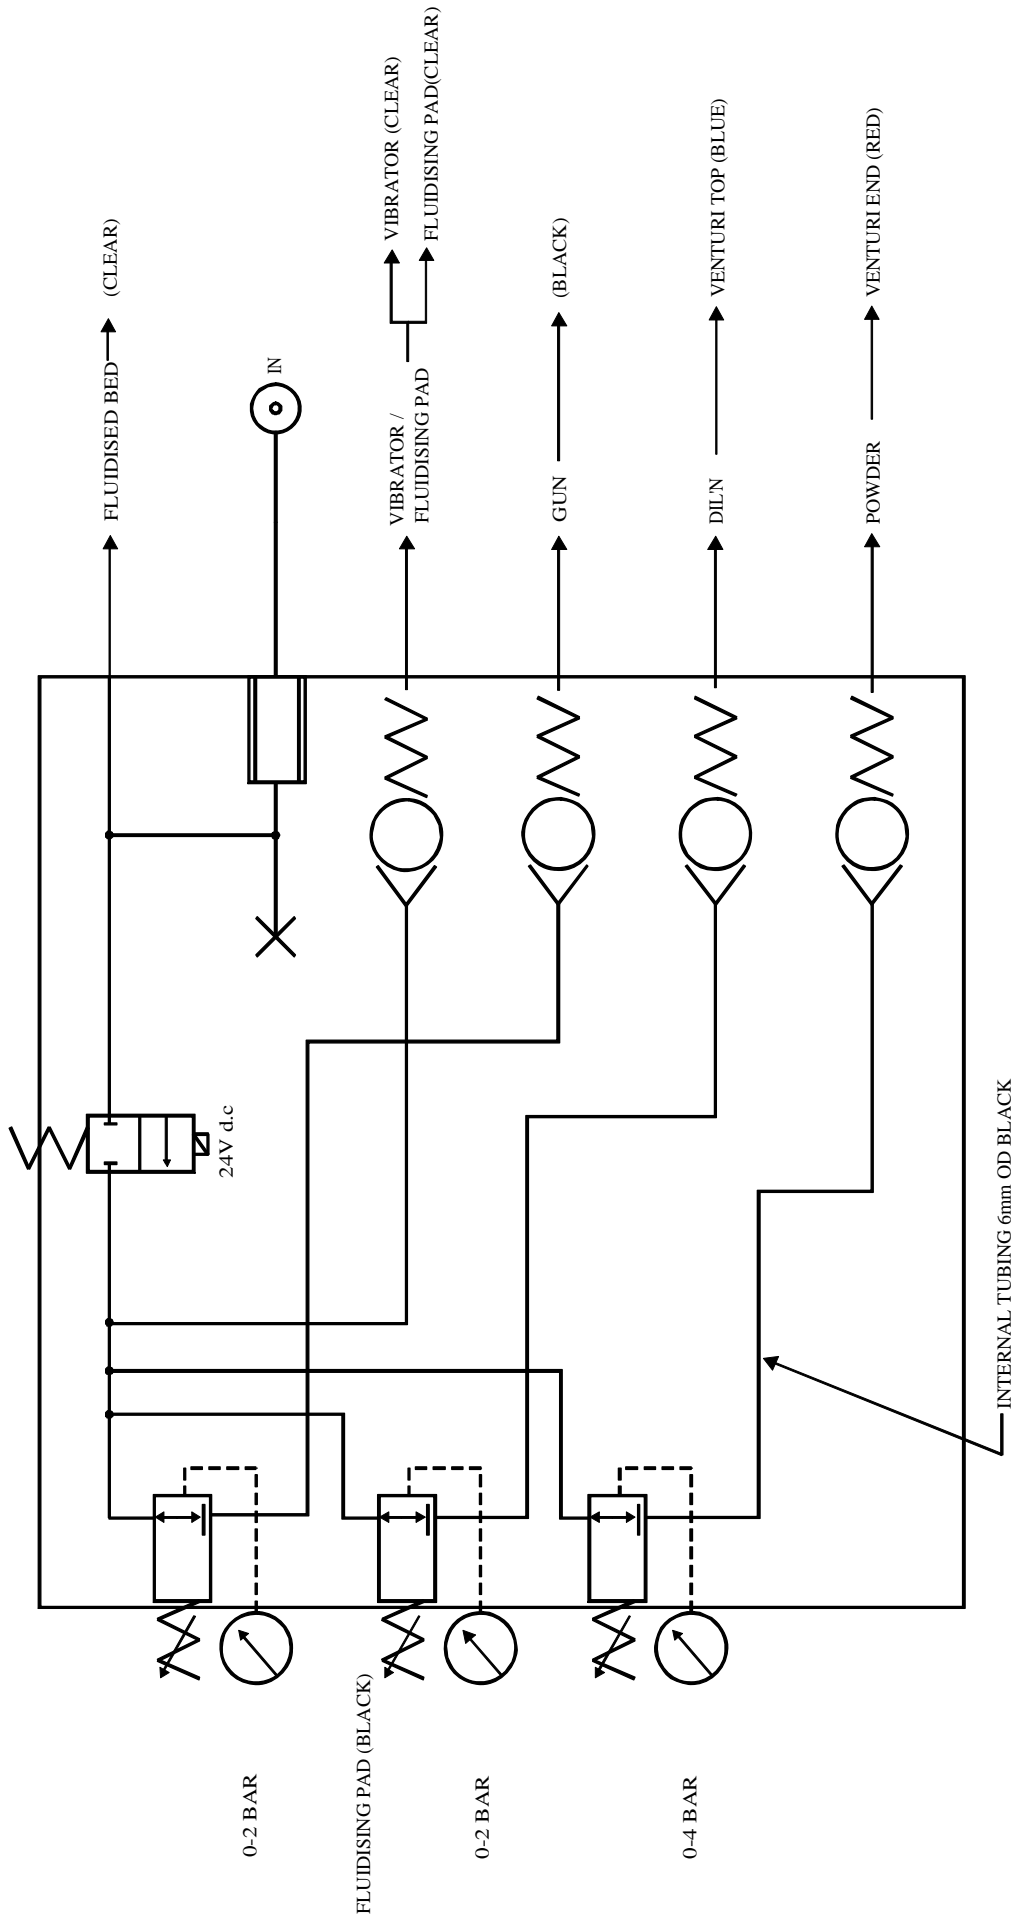 FLUIDISED BED
(CLEAR)
IN
VIBRATOR /
FLUIDISING PAD
VIBRATOR (CLEAR)
FLUIDISING PAD(CLEAR)
GUN
(BLACK)
DIL'N
VENTURI TOP (BLUE)
POWDER
VENTURI END (RED)
24V d.c
0-2 BAR
FLUIDISING PAD (BLACK)
0-2 BAR
0-4 BAR
INTERNAL TUBING 6mm OD BLACK